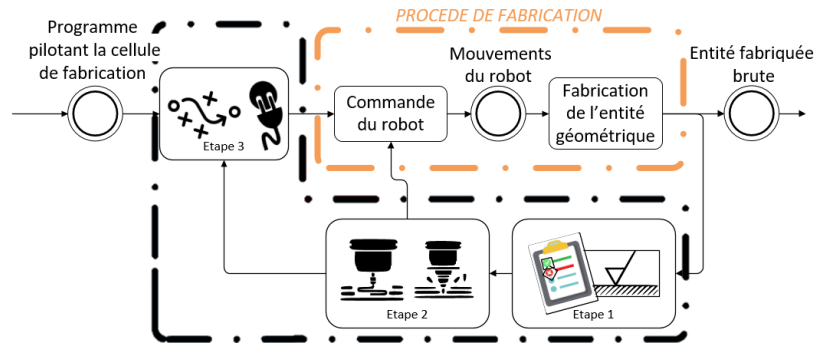 PROCEDE DE FABRICATION
Programme
pilotant la cellule
de fabrication
Mouvements
du robot
Entité fabriquée
brute
Etape 3
Commande
du robot
Fabrication
de l'entité
géométrique
Etape 2
Etape 1